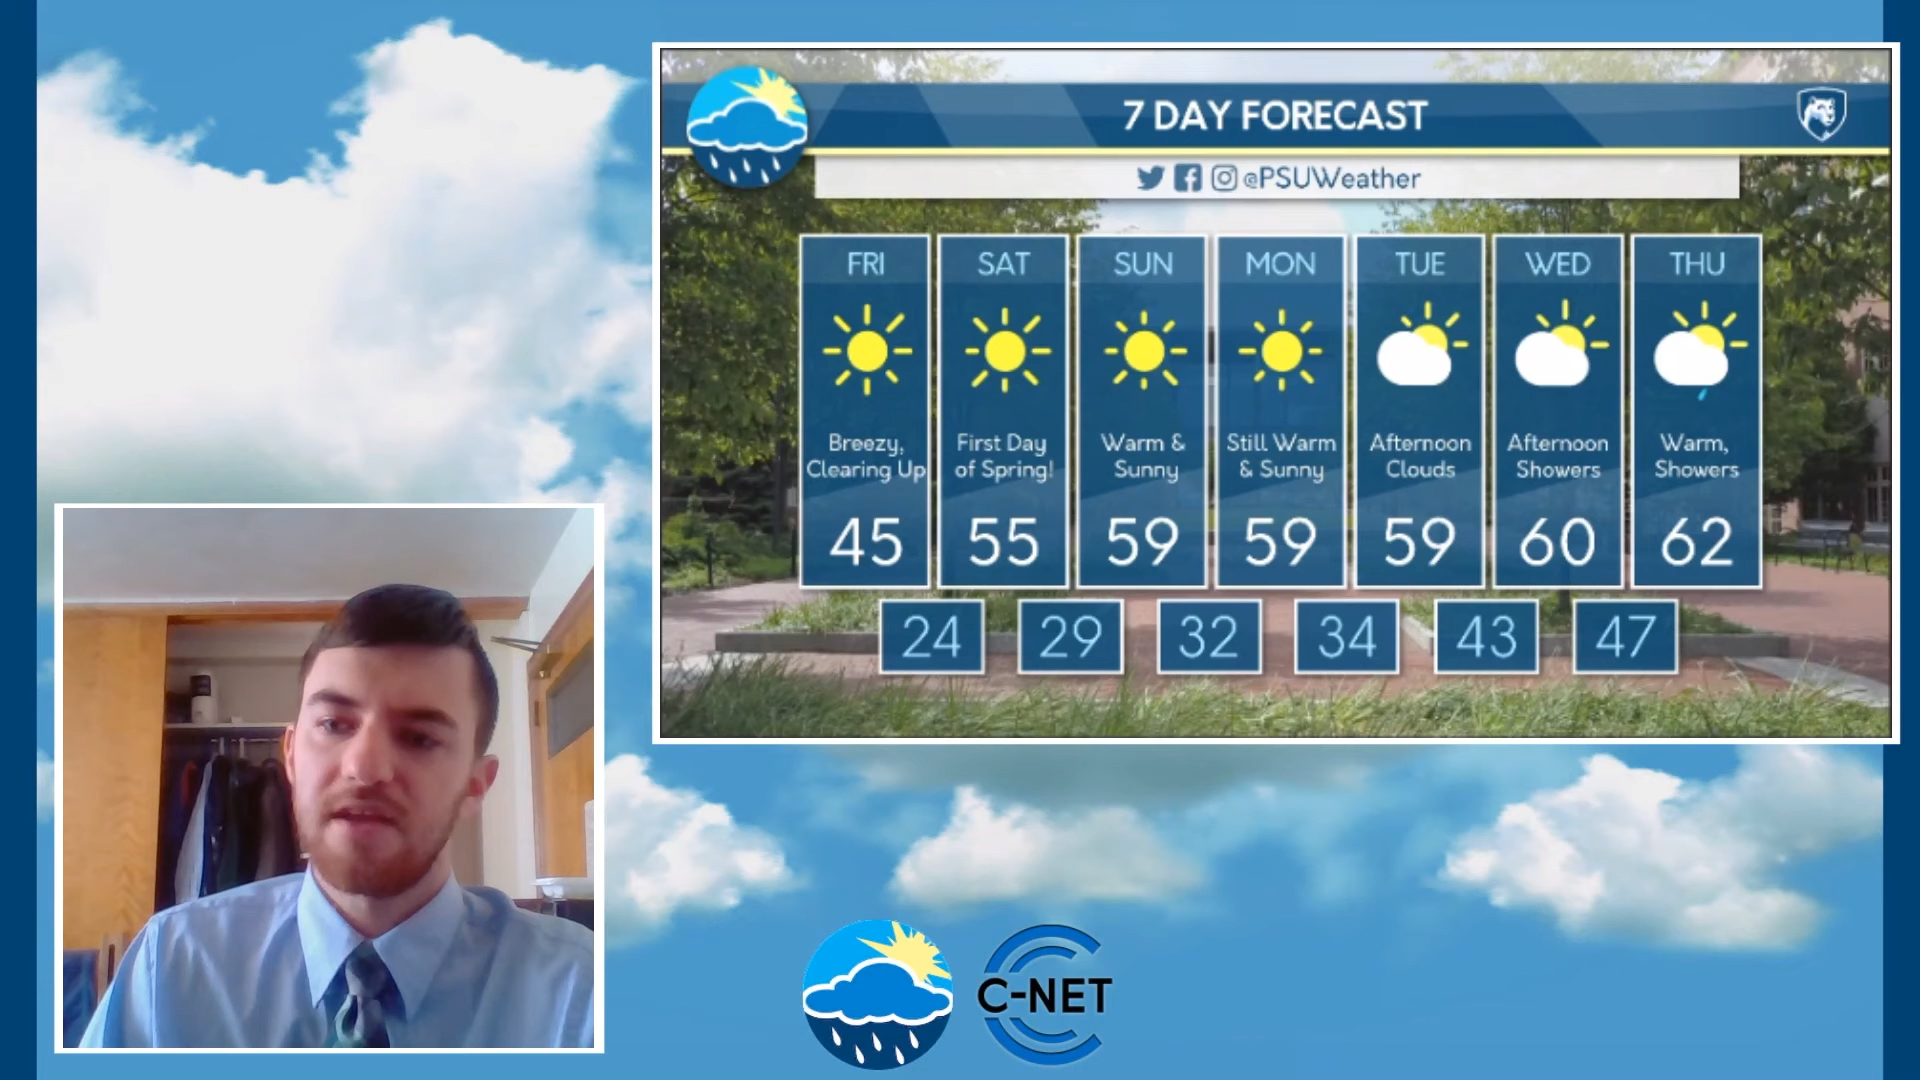 7 DAY FORECAST
@PSUWeather
FRI
Breezy,
Clearing Up
45
SAT
First Day
of Spring!
55
SUN
Warm &
Sunny
59
MON
Still Warm
& Sunny
59
TUE
Afternoon
Clouds
59
WED
Afternoon
Showers
60
THU
Warm,
Showers
62
24
29
32
34
43
47
C-NET